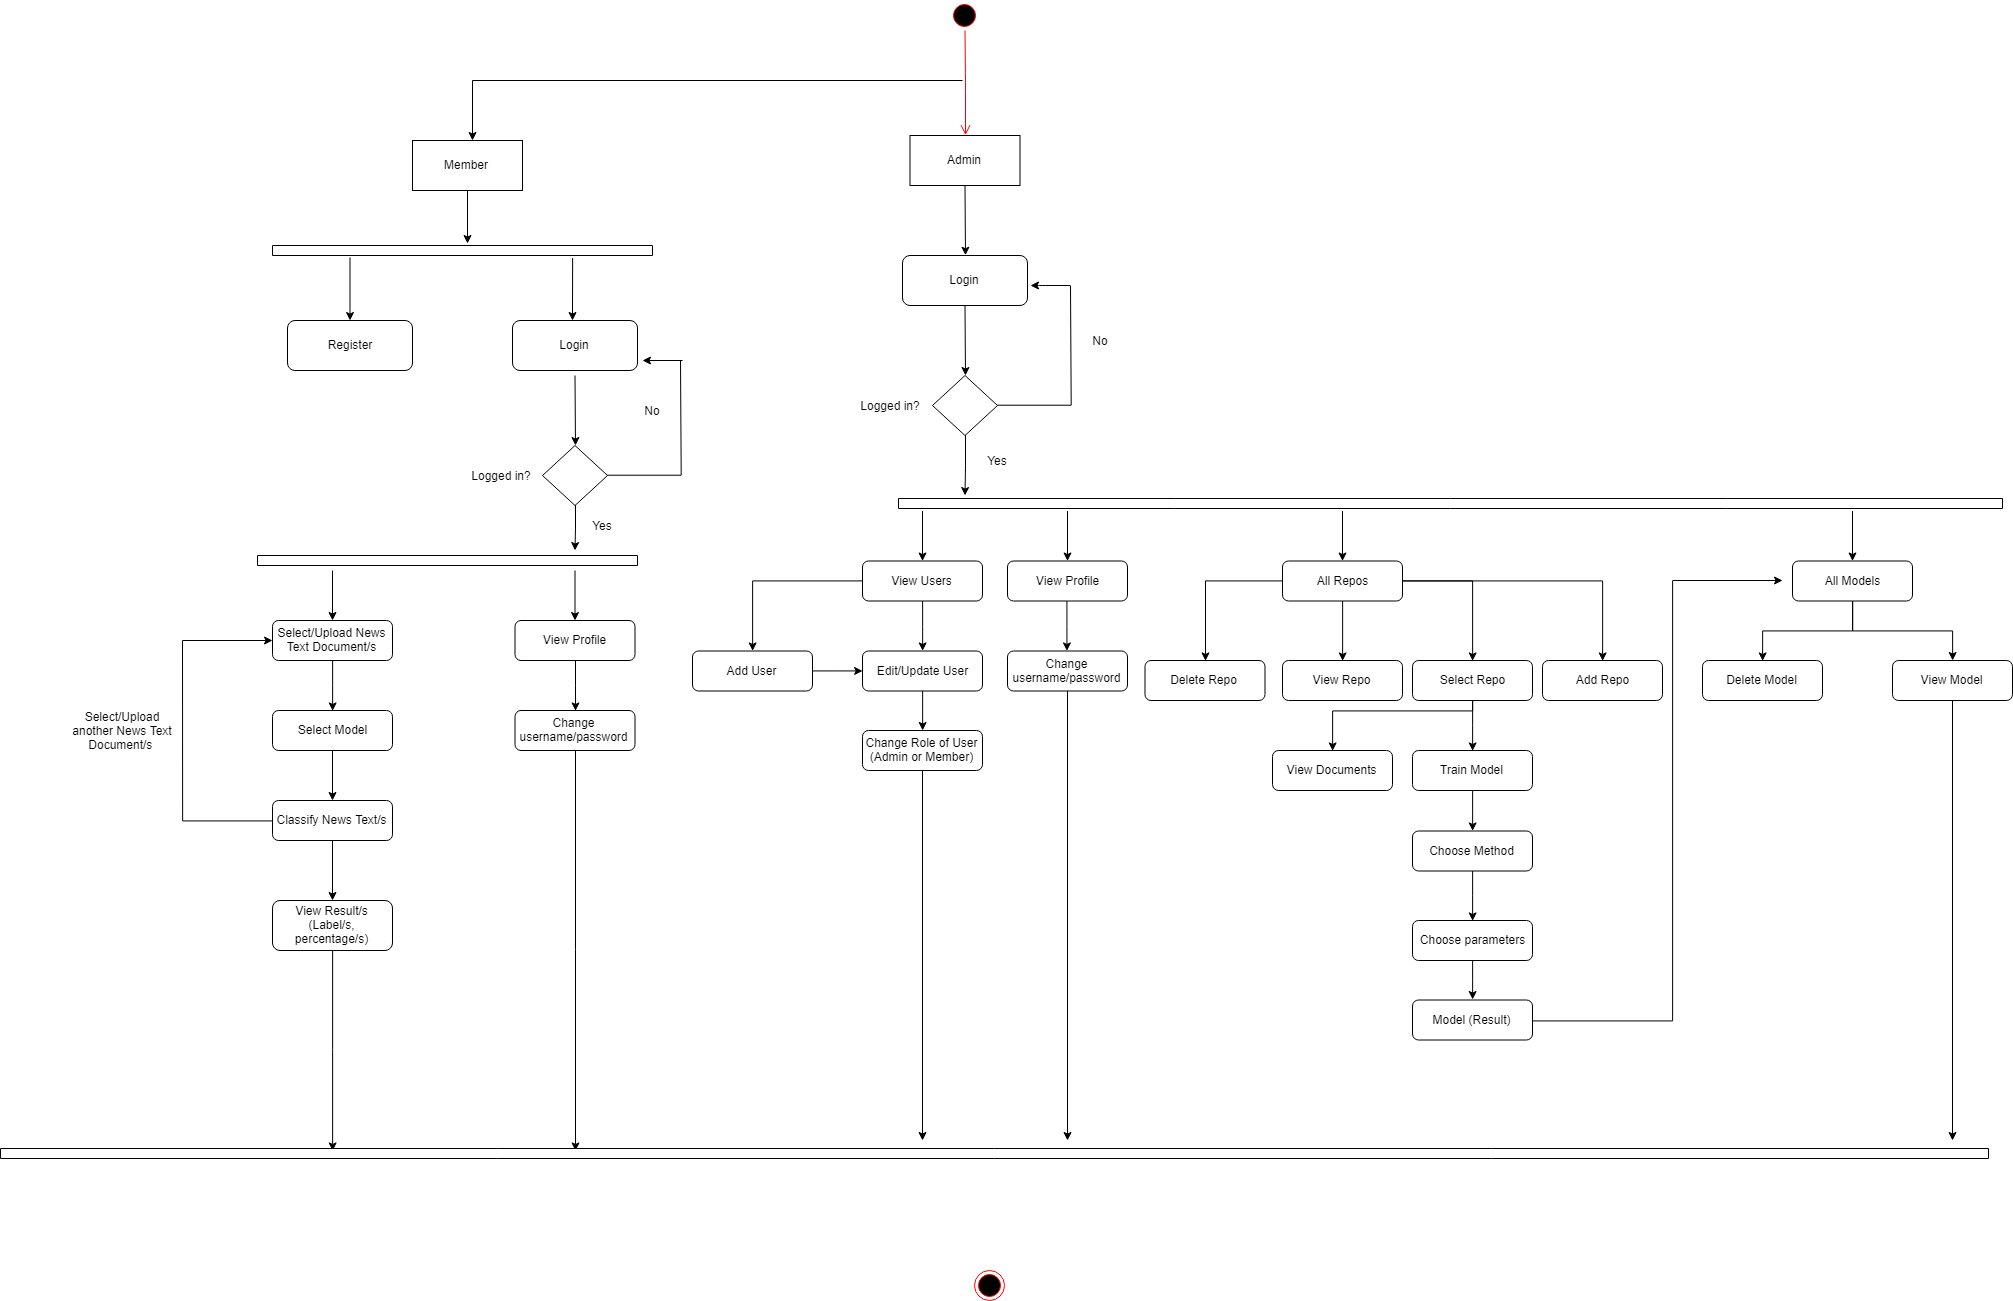 Member
Admin
Login
Register
Login
No
No
Logged in?
Logged in?
Yes
Yes
View Users
View Profile
All Repos
All Models
Select/Upload News
Text Document/s
View Profile
Add User
Edit/Update User
Change
username/password
Delete Repo
View Repo
Select Repo
Add Repo
Delete Model
View Model
Select/Upload
another News Text
Document/s
Select Model
Change
username/password
Change Role of User
(Admin or Member)
View Documents
Train Model
Classify News Text/s
Choose Method
View Result/s
(Label/s,
percentage/s)
Choose parameters
Model (Result)